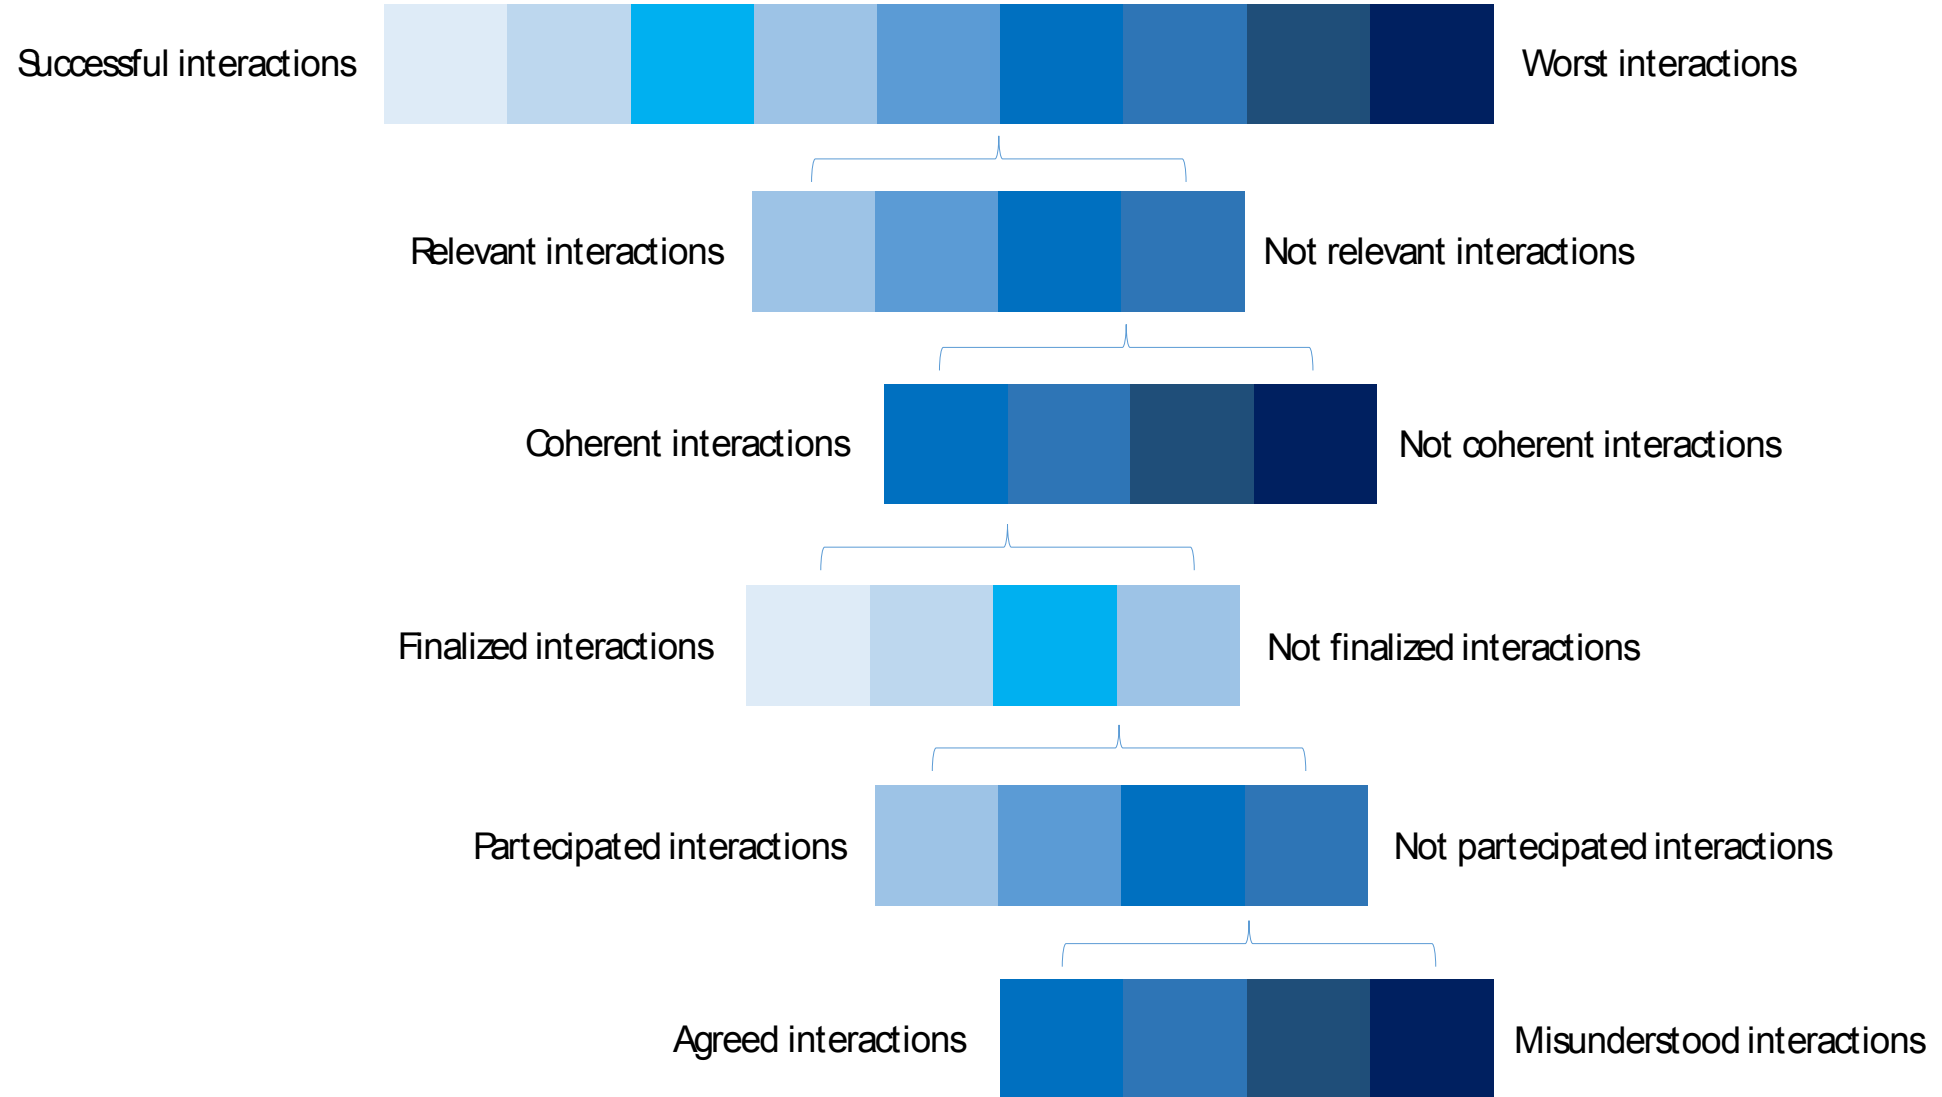 Successful interactions
Worst interactions
Relevant interactions
Not relevant interactions
Coherent interactions
Not coherent interactions
Finalized interactions
Not finalized interactions
Partecipated interactions
Not partecipated interactions
Agreed interactions
Misunderstood interactions